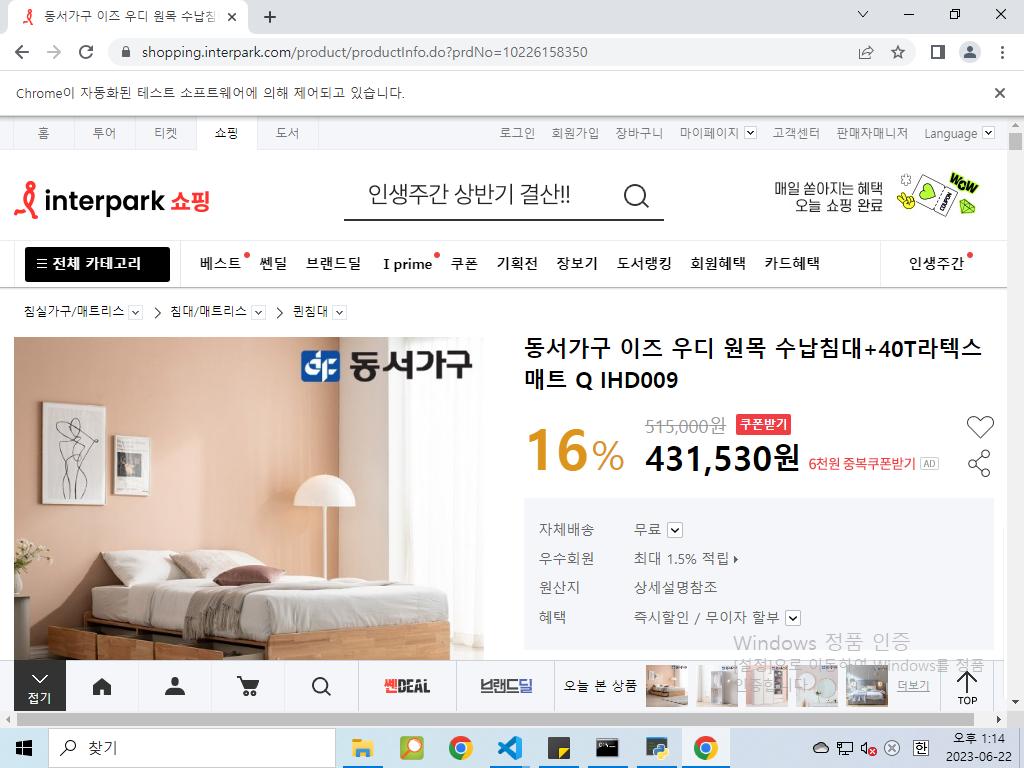 동서가구 이즈 우디 원목 수납침
shopping.interpark.com/product/productInfo.do?prdNo=10226158350
Chrome이 자동화된 테스트 소프트웨어에 의해 제어되고 있습니다.
홈 투어 티켓 쇼핑 도서 로그인 회원가입 장바구니 마이페이지 고객센터 판매자매니저 Language
interpark 쇼핑
인생주간 상반기 결산!!
매일 쏟아지는 혜택
오늘 쇼핑 완료
WOW
COUPON
전체 카테고리 베스트 쎈딜 브랜드딜 I prime 쿠폰 기획전 장보기 도서랭킹 회원혜택 카드혜택 인생주간
침실가구/매트리스 침대/매트리스 퀸침대
동서가구
동서가구 이즈 우디 원목 수납침대+40T라텍스
매트 Q IHD009
16%
515,000원 쿠폰받기
431,530원 6천원 중복쿠폰받기 AD
자체배송 무료
우수회원 최대 1.5% 적립
원산지 상세설명참조
혜택 즉시할인 / 무이자 할부
Windows 정품 인증
[설정]으로 이동하여 Windows를 정품
인증합니다.
접기
쎈DEAL
브랜드딜
오늘 본 상품
더보기
TOP
찾기
한
오후 1:14
2023-06-22